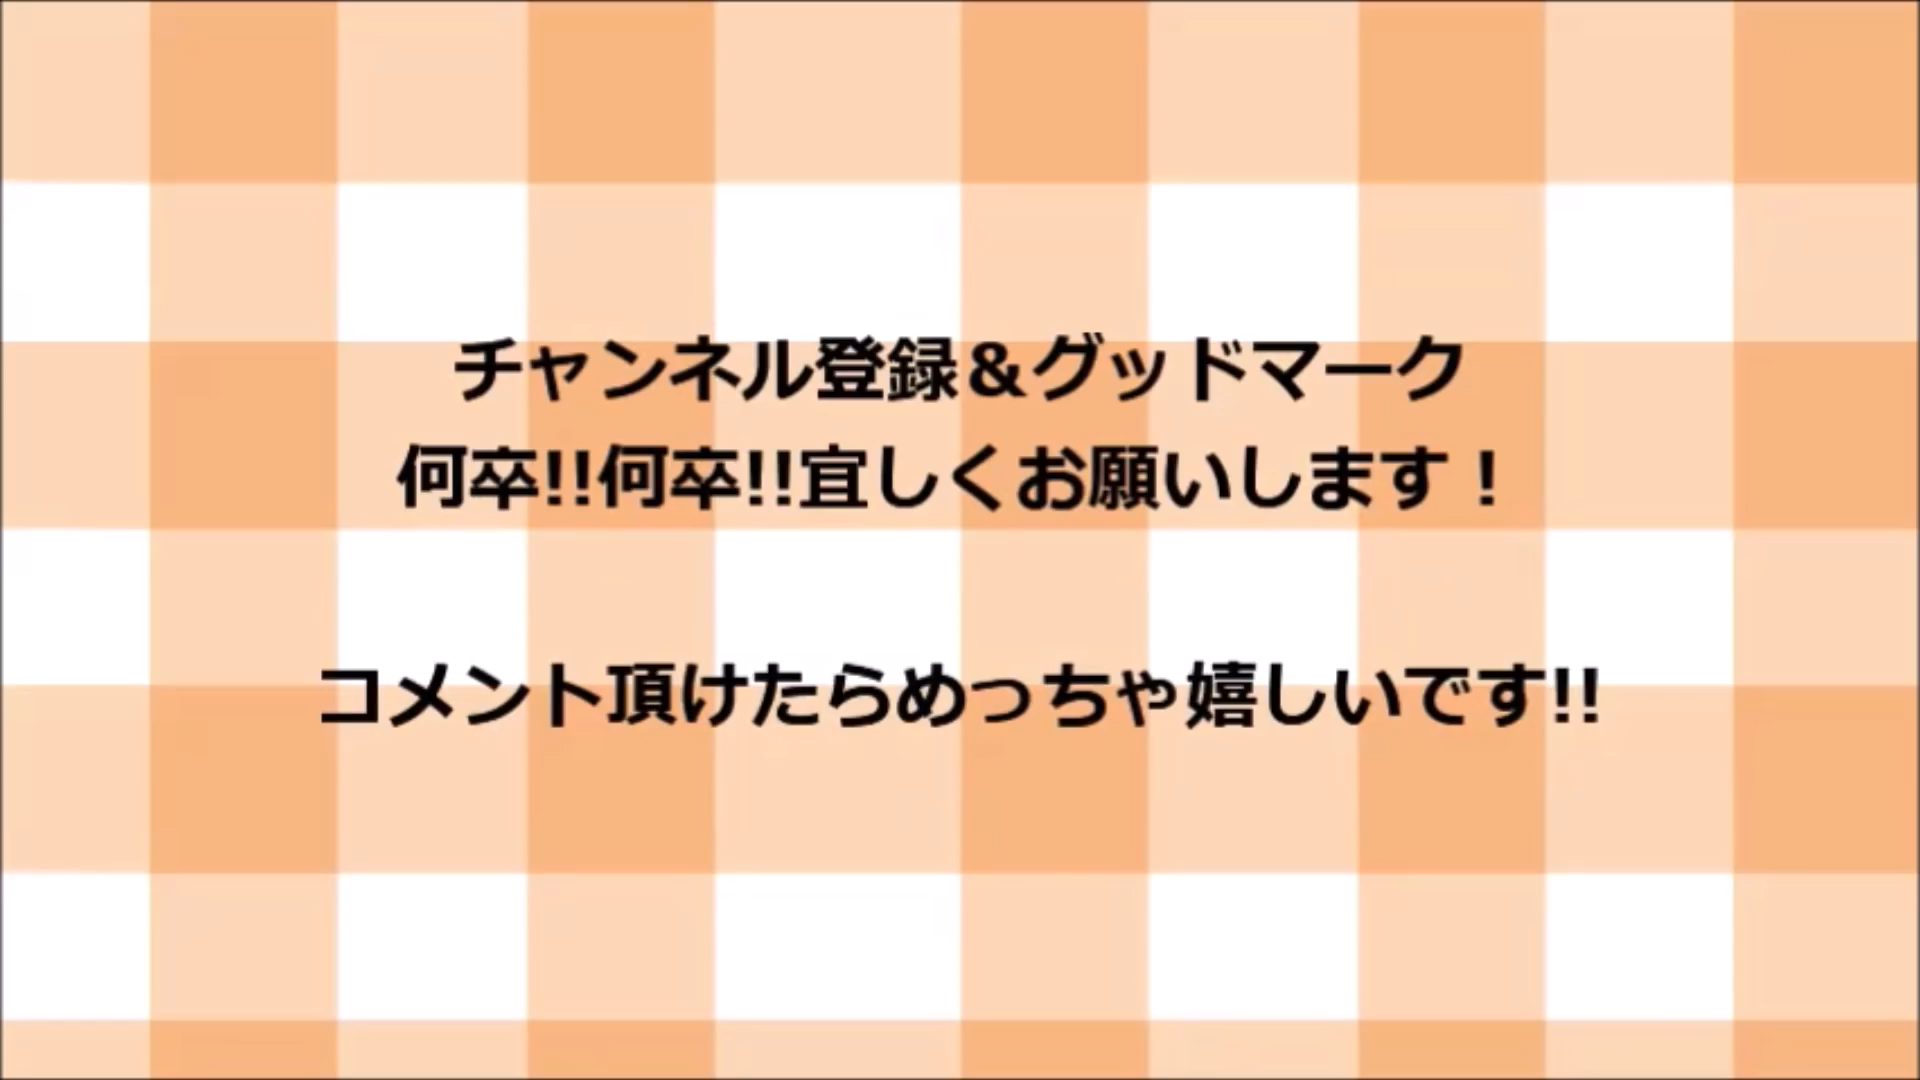 チャンネル登録＆グッドマーク
何卒!!何卒!!宜しくお願いします！
コメント頂けたらめっちゃ嬉しいです!!